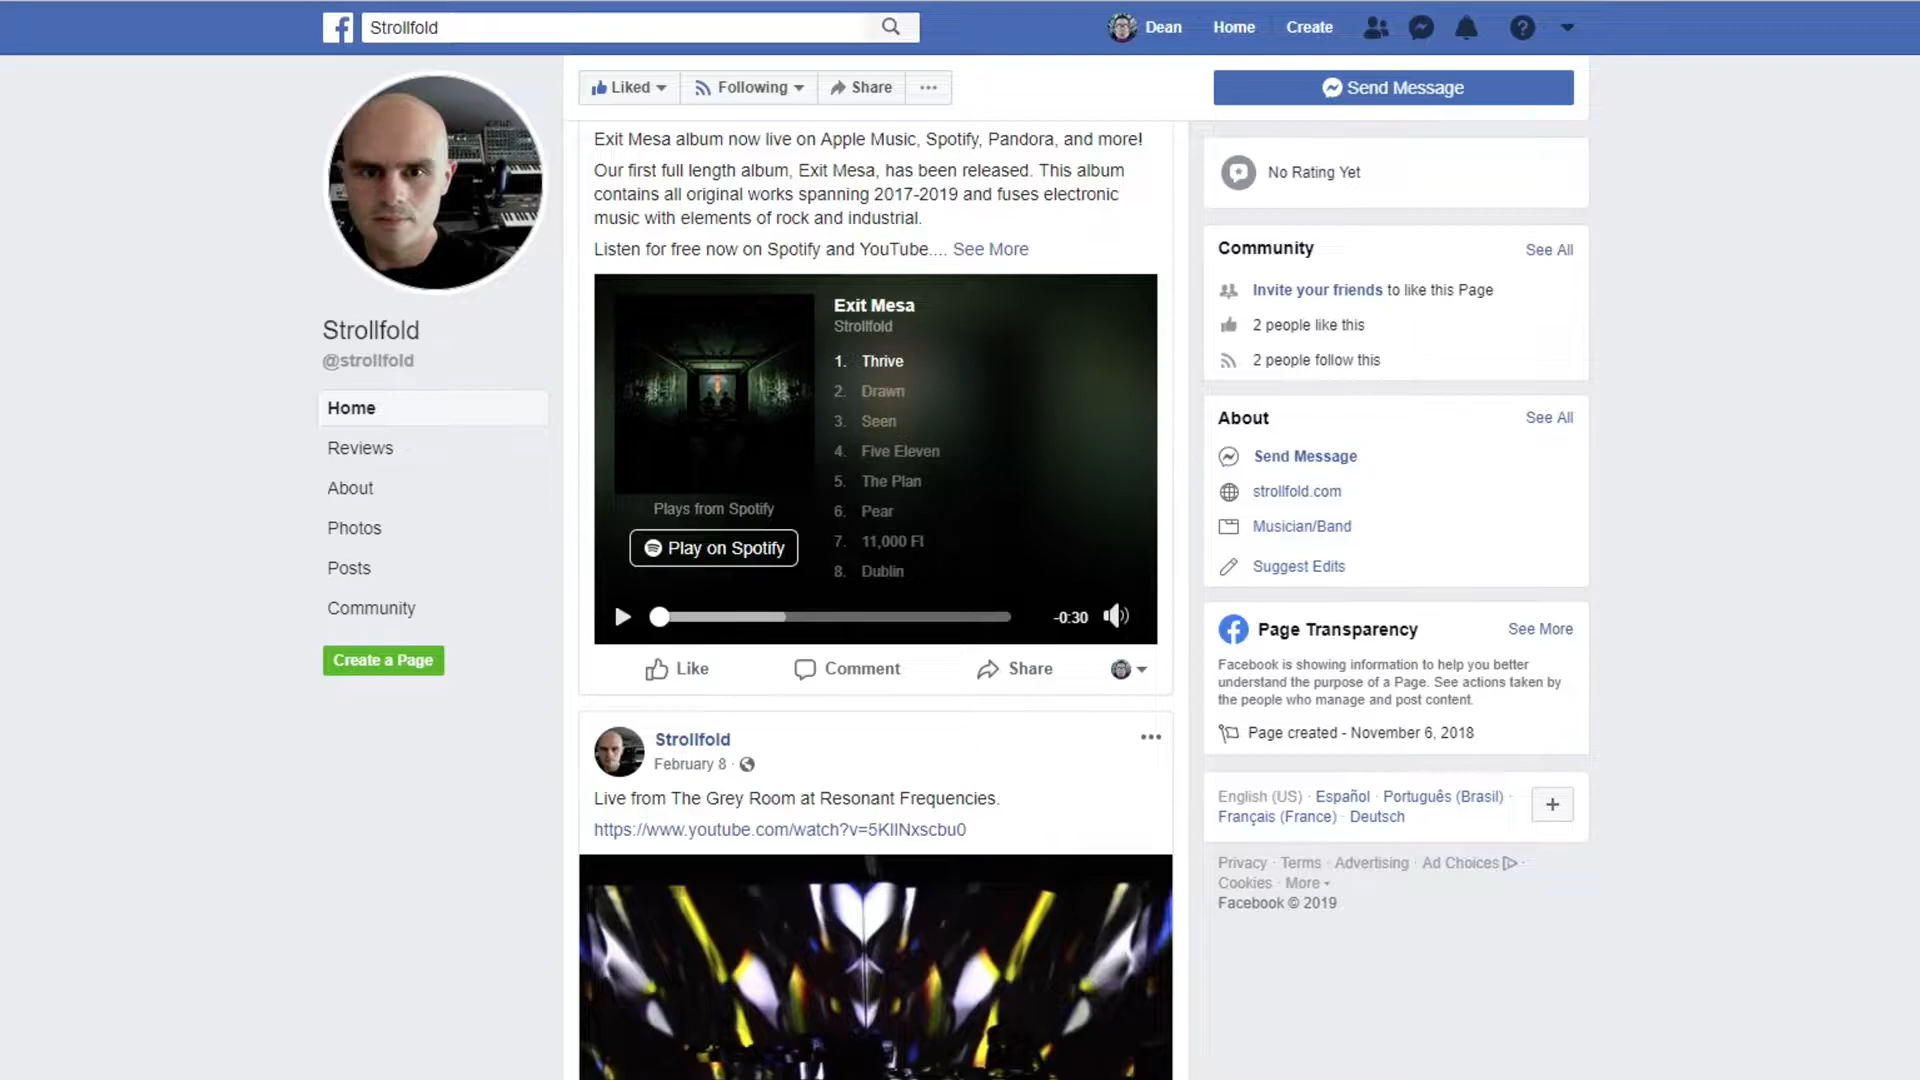 Strollfold
Dean
Home
Create
Liked
Following
Share
Send Message
Strollfold
@strollfold
Home
Reviews
About
Photos
Posts
Community
Create a Page
Exit Mesa album now live on Apple Music, Spotify, Pandora, and more!
Our first full length album, Exit Mesa, has been released. This album
contains all original works spanning 2017-2019 and fuses electronic
music with elements of rock and industrial.
Listen for free now on Spotify and YouTube.... See More
Exit Mesa
Strollfold
1. Thrive
2. Drawn
3. Seen
4. Five Eleven
5. The Plan
6. Pear
7. 11,000 Fl
8. Dublin
Plays from Spotify
Play on Spotify
-0:30
Like
Comment
Share
Strollfold
February 8 ·
Live from The Grey Room at Resonant Frequencies.
https://www.youtube.com/watch?v=5KllNxscbu0
No Rating Yet
Community
See All
Invite your friends to like this Page
2 people like this
2 people follow this
About
See All
Send Message
strollfold.com
Musician/Band
Suggest Edits
Page Transparency
See More
Facebook is showing information to help you better
understand the purpose of a Page. See actions taken by
the people who manage and post content.
Page created - November 6, 2018
English (US) · Español · Português (Brasil) ·
Français (France) · Deutsch
Privacy · Terms · Advertising · Ad Choices ·
Cookies · More
Facebook © 2019